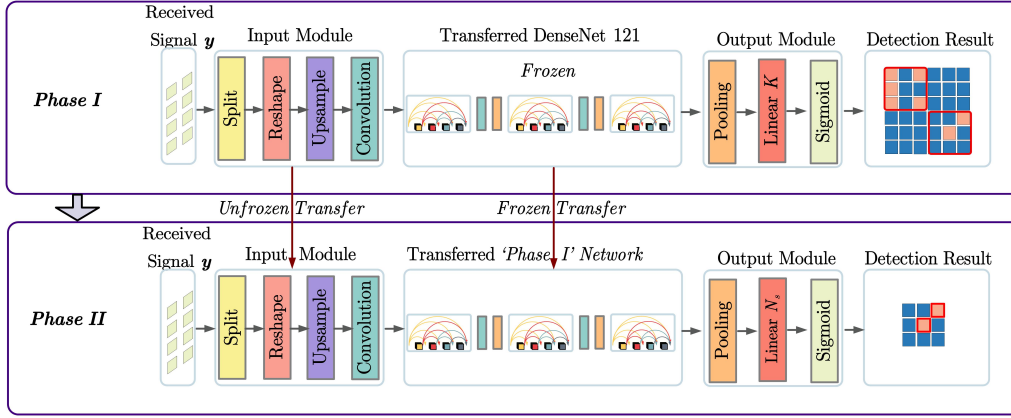 Received
Signal y
Input Module
Transferred DenseNet 121
Output Module
Detection Result
Phase I
Split
Reshape
Upsample
Convolution
Frozen
Pooling
Linear K
Sigmoid
Unfrozen Transfer
Frozen Transfer
Received
Signal y
Input Module
Transferred ‘Phase I’ Network
Output Module
Detection Result
Phase II
Split
Reshape
Upsample
Convolution
Pooling
Linear Nₛ
Sigmoid